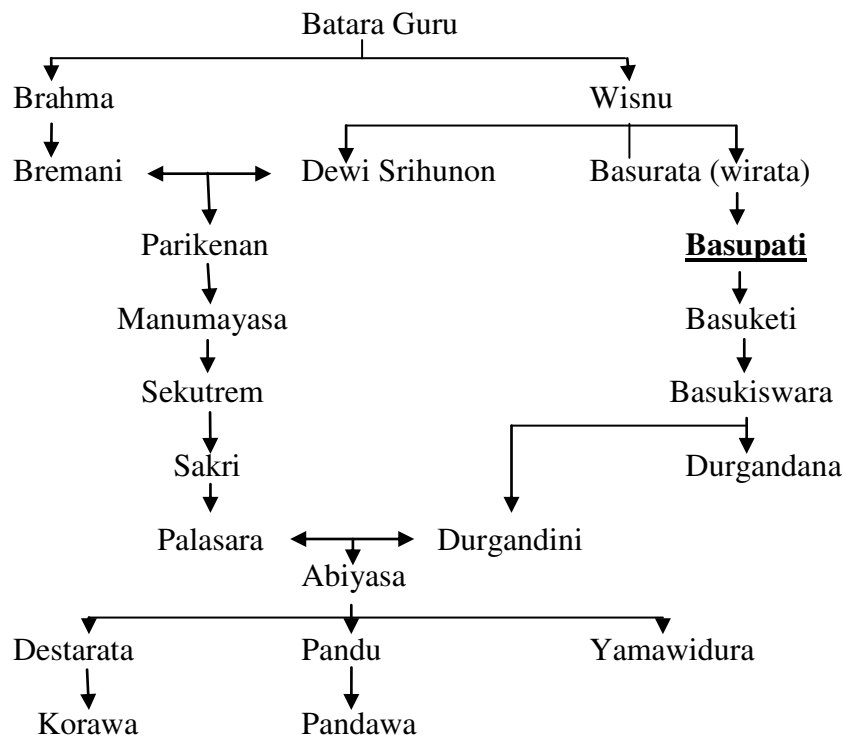 Batara Guru
Brahma Wisnu
Bremani Dewi Srihunon Basurata (wirata)
Parikenan Basupati
Manumayasa Basuketi
Sekutrem Basukiswara
Sakri Durgandana
Palasara Durgandini
Abiyasa
Destarata Pandu Yamawidura
Korawa Pandawa